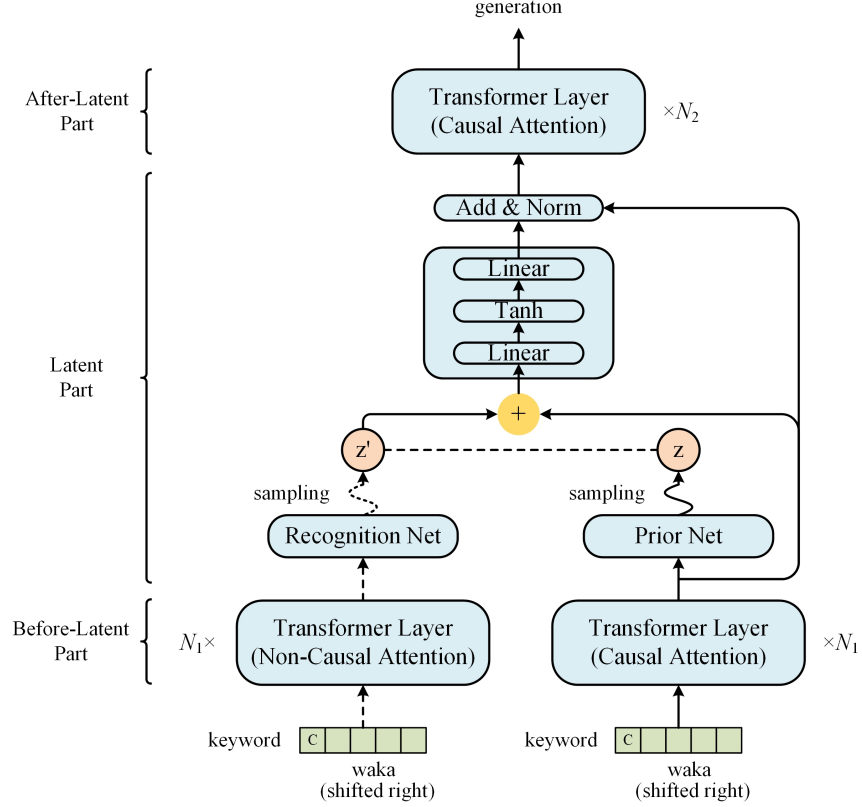 generation
After-Latent
Part
Transformer Layer
(Causal Attention)
×N2
Add & Norm
Linear
Tanh
Linear
Latent
Part
+
z'
z
sampling
sampling
Recognition Net
Prior Net
Before-Latent
Part
N1×
Transformer Layer
(Non-Causal Attention)
Transformer Layer
(Causal Attention)
×N1
keyword
C
waka
(shifted right)
keyword
C
waka
(shifted right)